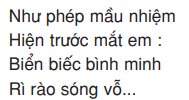 Như phép mầu nhiệm
Hiện trước mắt em :
Biển biếc bình minh
Rì rào sóng vỗ...